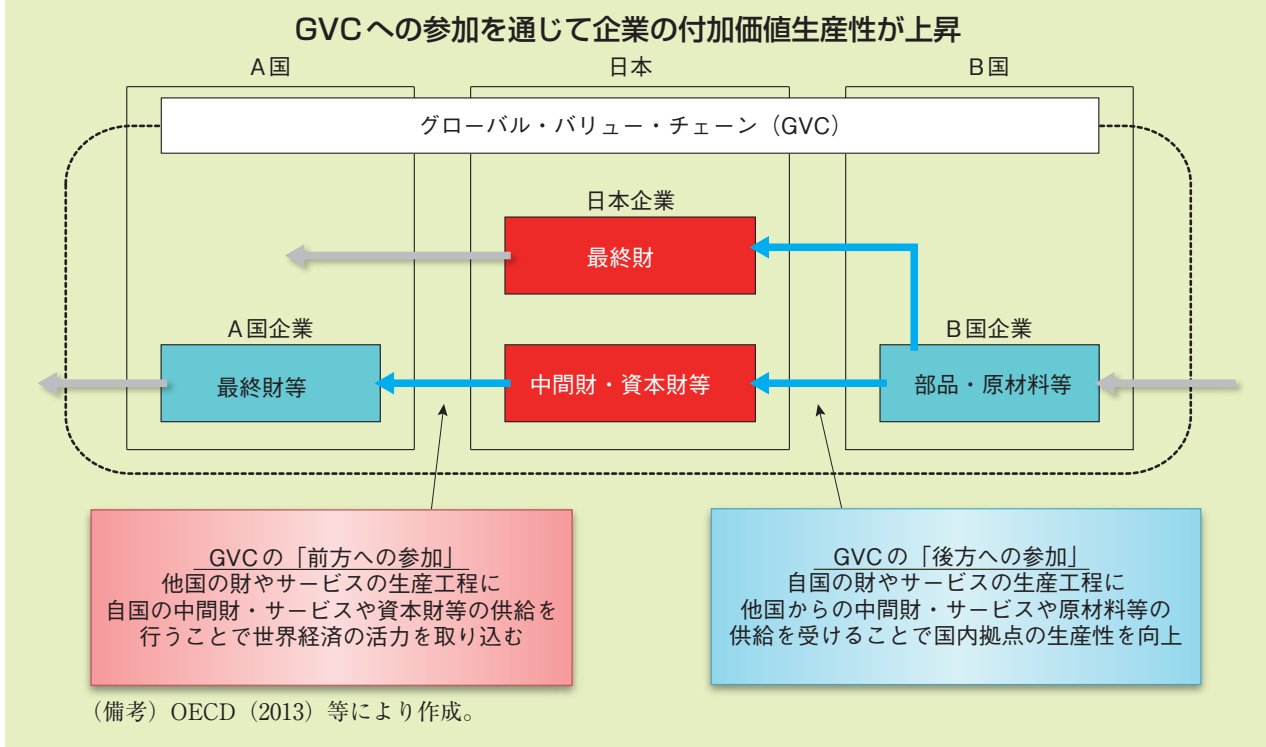 GVCへの参加を通じて企業の付加価値生産性が上昇
A国
日本
B国
グローバル・バリュー・チェーン（GVC）
日本企業
最終財
A国企業
B国企業
最終財等
中間財・資本財等
部品・原材料等
GVCの「前方への参加」
他国の財やサービスの生産工程に
自国の中間財・サービスや資本財等の供給を
行うことで世界経済の活力を取り込む
GVCの「後方への参加」
自国の財やサービスの生産工程に
他国からの中間財・サービスや原材料等の
供給を受けることで国内拠点の生産性を向上
（備考）OECD（2013）等により作成。